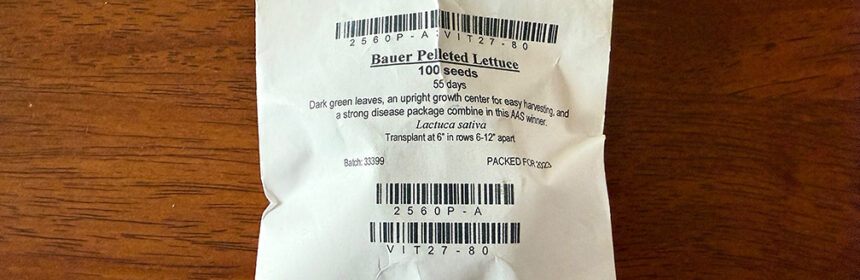 2560P-A:VIT27-80
Bauer Pelleted Lettuce
100 seeds
55 days
Dark green leaves, an upright growth center for easy harvesting, and
a strong disease package combine in this AAS winner.
Lactuca sativa
Transplant at 6" in rows 6-12" apart
Batch: 33399 PACKED FOR 2023
2560P-A
VIT27-80